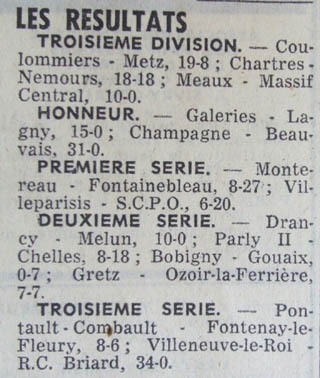 LES RESULTATS
TROISIEME DIVISION. — Cou-
lommiers - Metz, 19-8 ; Chartres -
Nemours, 18-18 ; Meaux - Massif
Central, 10-0.
HONNEUR. — Galeries - La-
gny, 15-0 ; Champagne - Beau-
vais, 31-0.
PREMIERE SERIE. — Monte-
reau - Fontainebleau, 8-27 ; Vil-
leparisis - S.C.P.O., 6-20.
DEUXIEME SERIE. — Dran-
cy - Melun, 10-0 ; Parly II -
Chelles, 8-18 ; Bobigny - Gouaix,
0-7 ; Gretz - Ozoir-la-Ferrière,
7-7.
TROISIEME SERIE. — Pon-
tault-Combault - Fontenay-le-
Fleury, 8-6 ; Villeneuve-le-Roi -
R.C. Briard, 34-0.